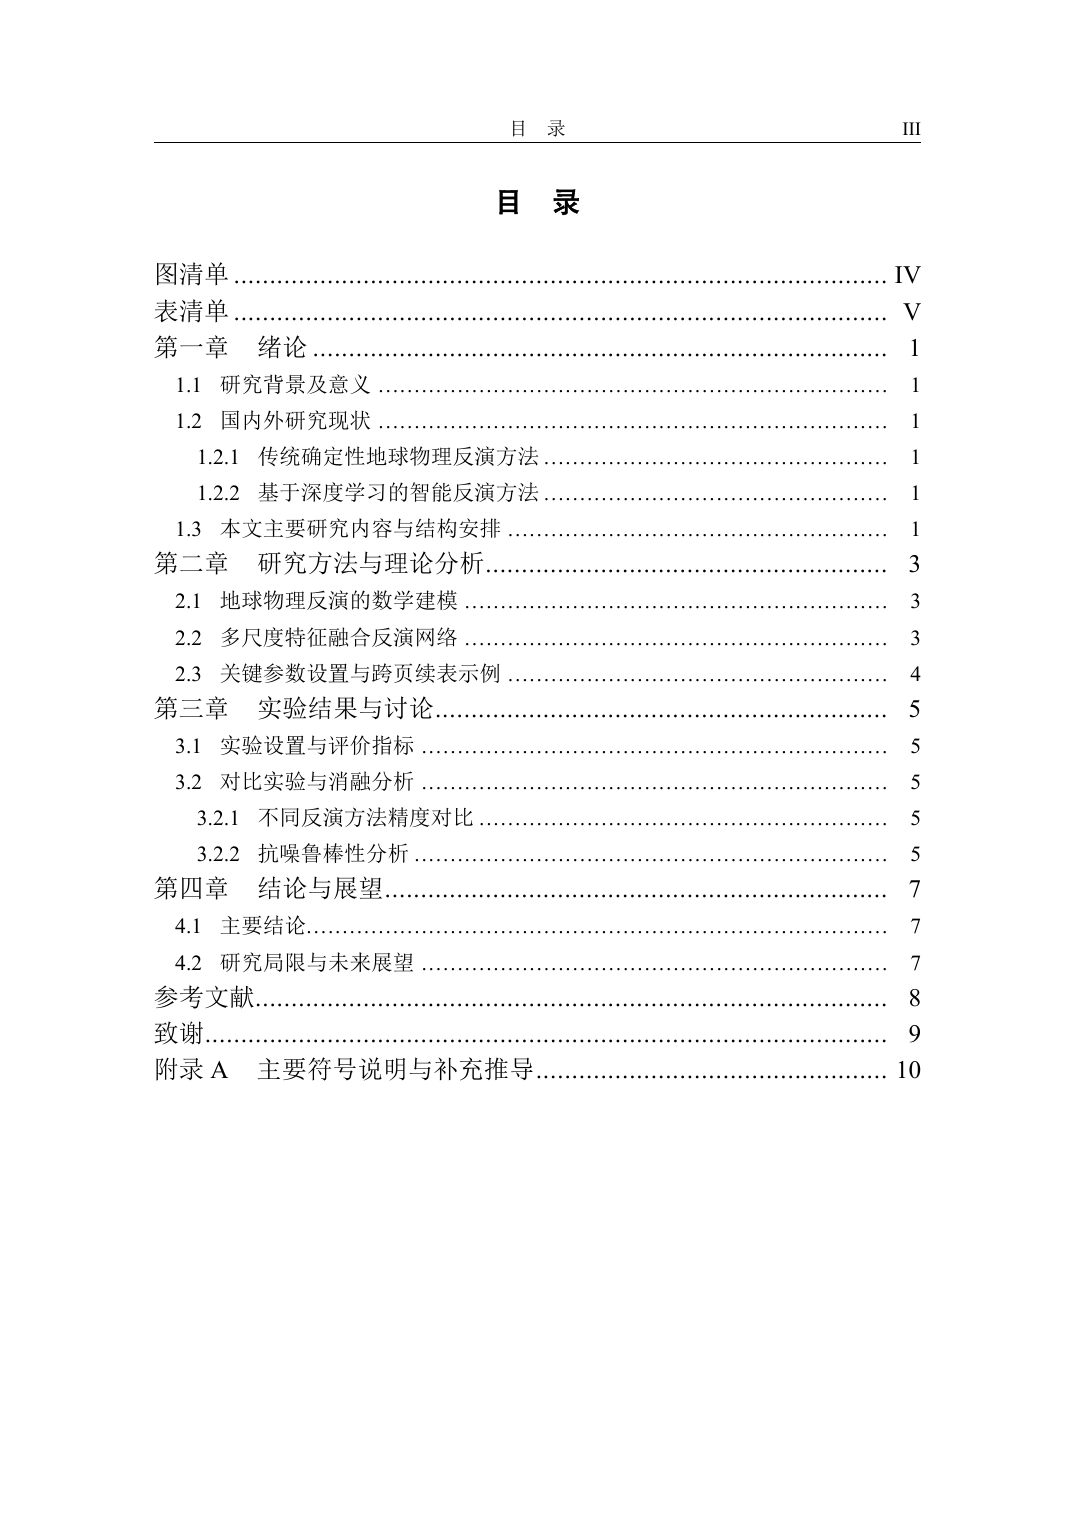 目 录 III
目 录
图清单 ........ IV
表清单 ........ V
第一章 绪论 ........ 1
1.1 研究背景及意义 ........ 1
1.2 国内外研究现状 ........ 1
1.2.1 传统确定性地球物理反演方法 ........ 1
1.2.2 基于深度学习的智能反演方法 ........ 1
1.3 本文主要研究内容与结构安排 ........ 1
第二章 研究方法与理论分析 ........ 3
2.1 地球物理反演的数学建模 ........ 3
2.2 多尺度特征融合反演网络 ........ 3
2.3 关键参数设置与跨页续表示例 ........ 4
第三章 实验结果与讨论 ........ 5
3.1 实验设置与评价指标 ........ 5
3.2 对比实验与消融分析 ........ 5
3.2.1 不同反演方法精度对比 ........ 5
3.2.2 抗噪鲁棒性分析 ........ 5
第四章 结论与展望 ........ 7
4.1 主要结论 ........ 7
4.2 研究局限与未来展望 ........ 7
参考文献 ........ 8
致谢 ........ 9
附录 A 主要符号说明与补充推导 ........ 10